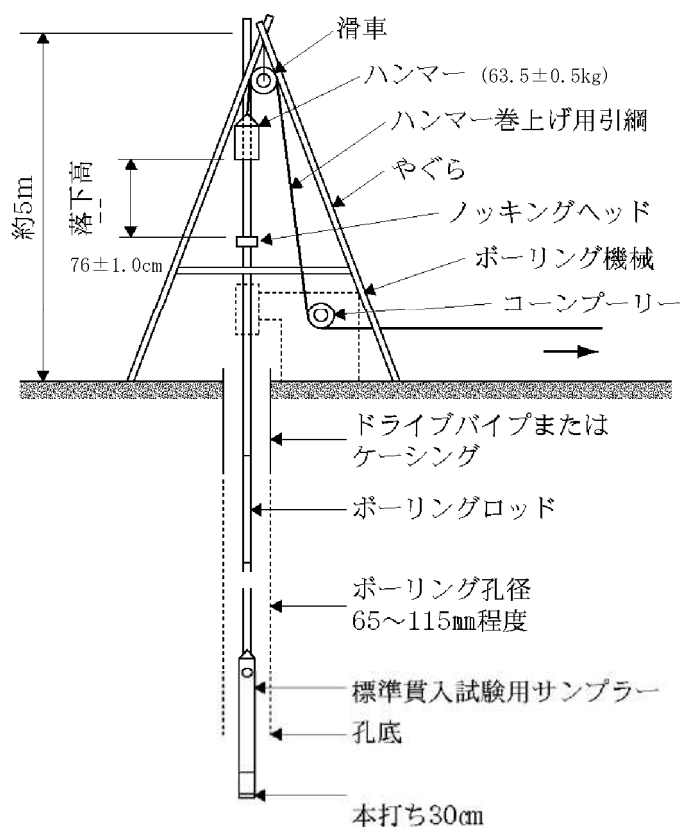 滑車
ハンマー (63.5±0.5kg)
ハンマー巻上げ用引綱
やぐら
ノッキングヘッド
ボーリング機械
コーンプーリー
約5m
落下高
76±1.0cm
ドライブパイプまたは
ケーシング
ボーリングロッド
ボーリング孔径
65～115㎜程度
標準貫入試験用サンプラー
孔底
本打ち30㎝